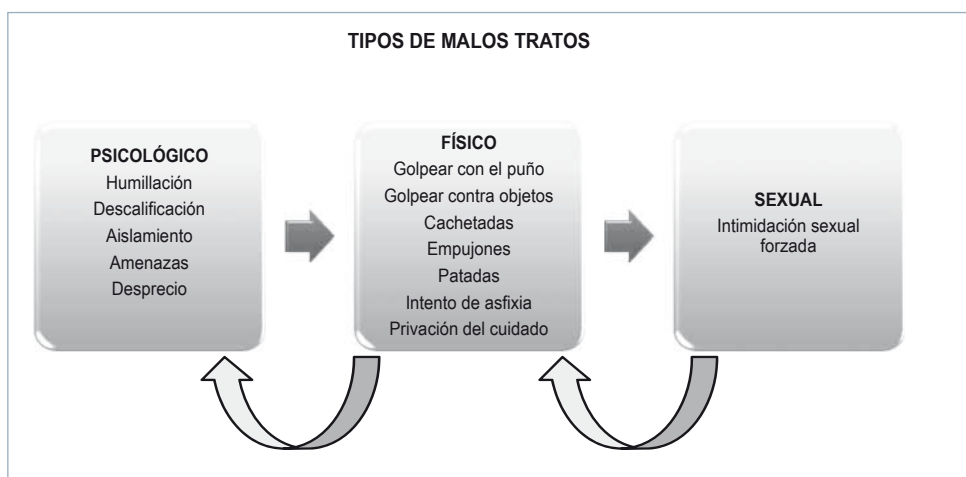 TIPOS DE MALOS TRATOS
PSICOLÓGICO
Humillación
Descalificación
Aislamiento
Amenazas
Desprecio
FÍSICO
Golpear con el puño
Golpear contra objetos
Cachetadas
Empujones
Patadas
Intento de asfixia
Privación del cuidado
SEXUAL
Intimidación sexual
forzada